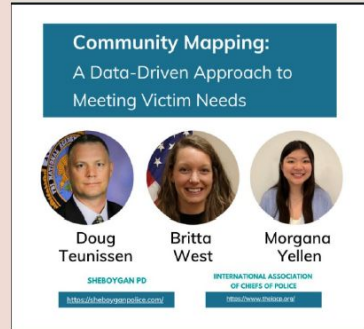 Community Mapping:
A Data-Driven Approach to
Meeting Victim Needs
Doug
Teunissen
Britta
West
Morgana
Yellen
SHEBOYGAN PD
https://sheboyganpolice.com/
INTERNATIONAL ASSOCIATION
OF CHIEFS OF POLICE
https://www.theiacp.org/